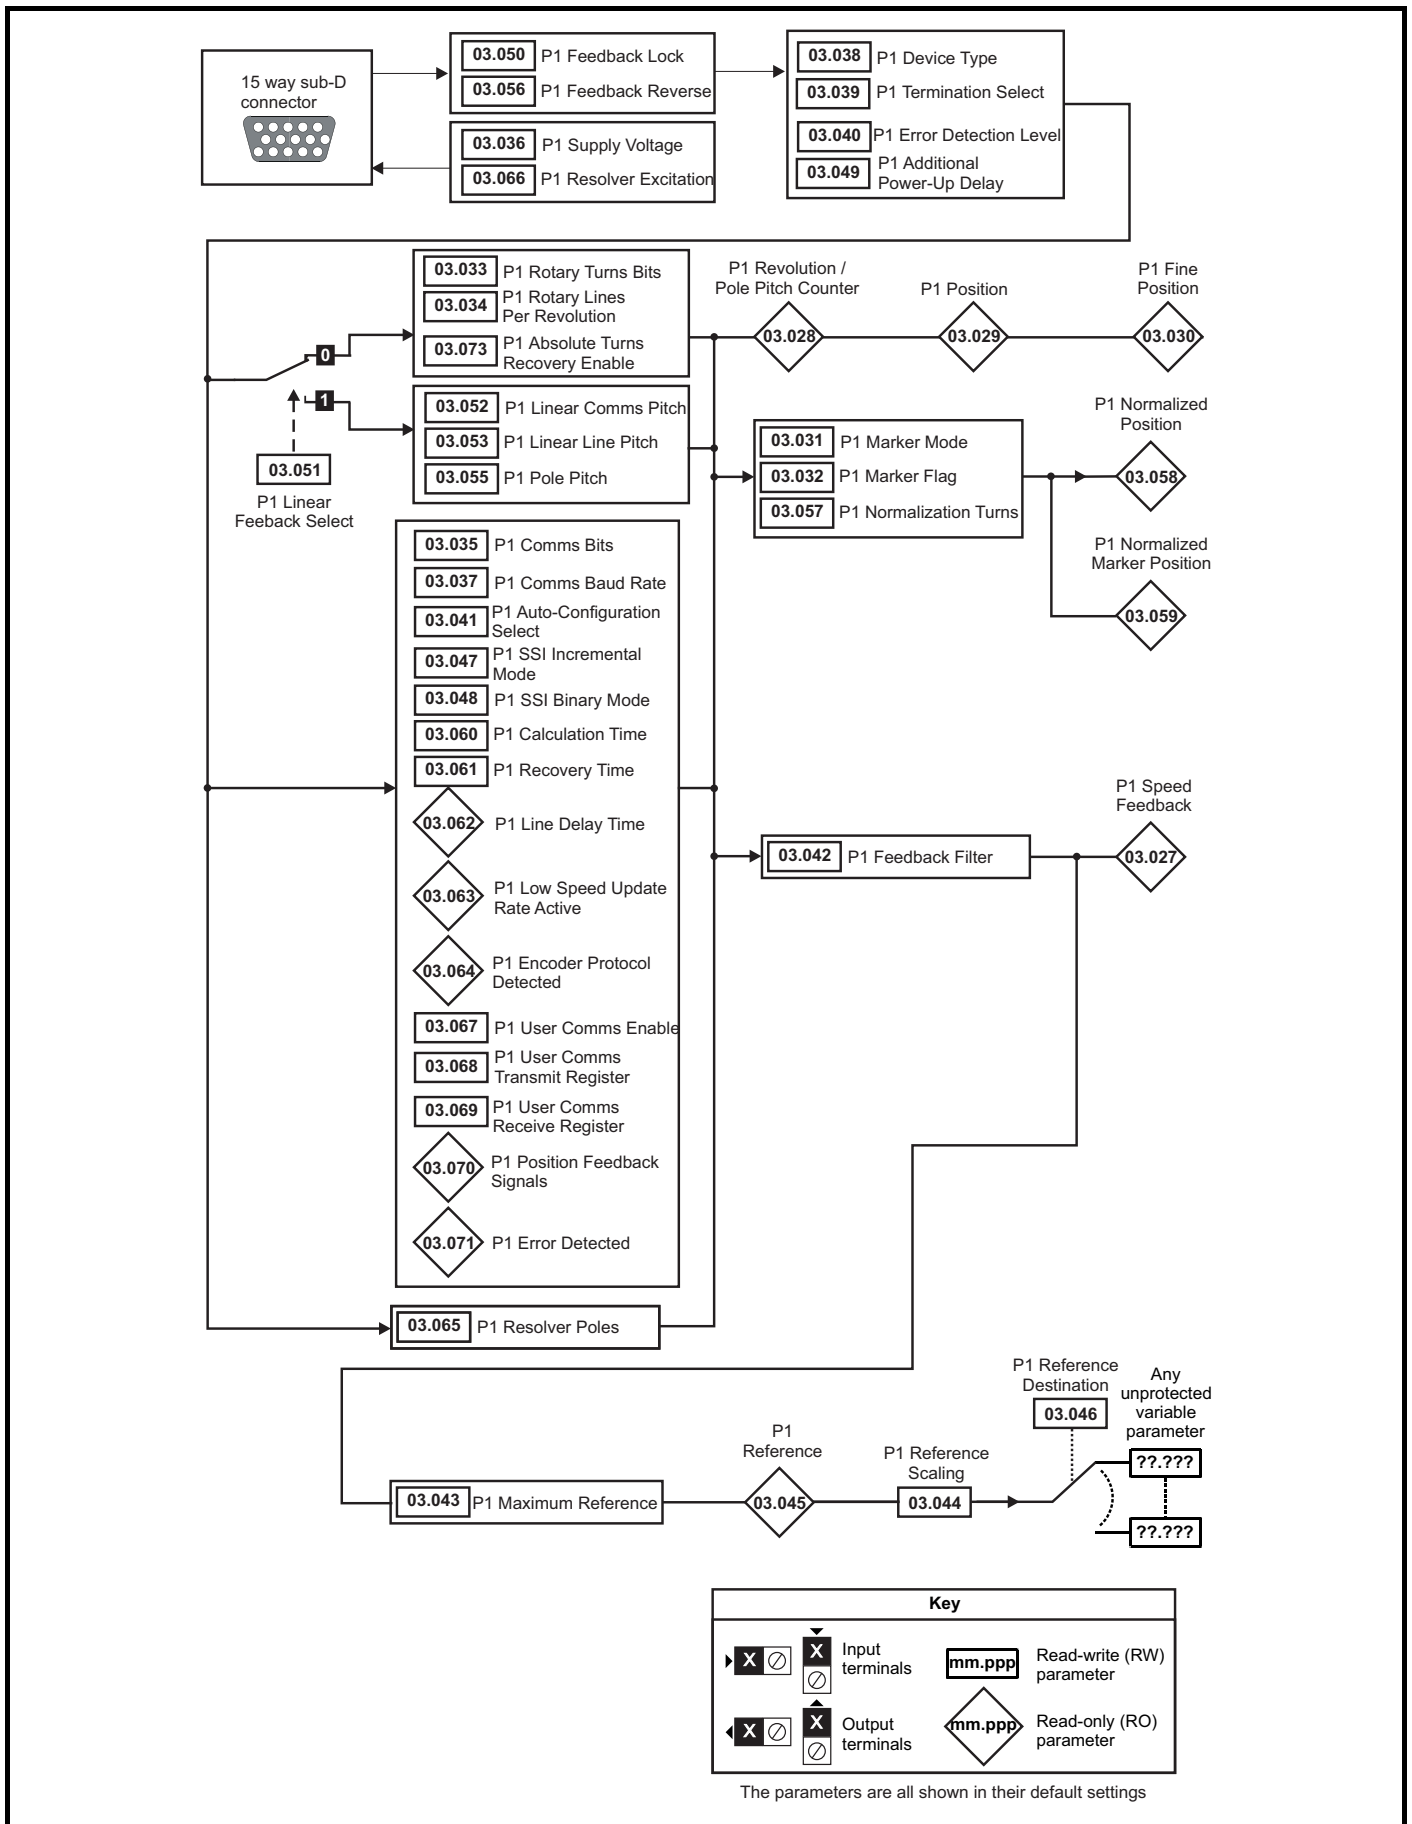 15 way sub-D
connector
03.050 P1 Feedback Lock
03.056 P1 Feedback Reverse
03.036 P1 Supply Voltage
03.066 P1 Resolver Excitation
03.038 P1 Device Type
03.039 P1 Termination Select
03.040 P1 Error Detection Level
03.049 P1 Additional
Power-Up Delay
0
1
03.051
P1 Linear
Feeback Select
03.033 P1 Rotary Turns Bits
03.034 P1 Rotary Lines
Per Revolution
03.073 P1 Absolute Turns
Recovery Enable
03.052 P1 Linear Comms Pitch
03.053 P1 Linear Line Pitch
03.055 P1 Pole Pitch
P1 Revolution /
Pole Pitch Counter
03.028
P1 Position
03.029
P1 Fine
Position
03.030
03.031 P1 Marker Mode
03.032 P1 Marker Flag
03.057 P1 Normalization Turns
P1 Normalized
Position
03.058
P1 Normalized
Marker Position
03.059
03.035 P1 Comms Bits
03.037 P1 Comms Baud Rate
03.041 P1 Auto-Configuration
Select
03.047 P1 SSI Incremental
Mode
03.048 P1 SSI Binary Mode
03.060 P1 Calculation Time
03.061 P1 Recovery Time
03.062 P1 Line Delay Time
03.063 P1 Low Speed Update
Rate Active
03.064 P1 Encoder Protocol
Detected
03.067 P1 User Comms Enable
03.068 P1 User Comms
Transmit Register
03.069 P1 User Comms
Receive Register
03.070 P1 Position Feedback
Signals
03.071 P1 Error Detected
03.042 P1 Feedback Filter
P1 Speed
Feedback
03.027
03.065 P1 Resolver Poles
03.043 P1 Maximum Reference
P1
Reference
03.045
P1 Reference
Scaling
03.044
P1 Reference
Destination
03.046
Any
unprotected
variable
parameter
??.???
??.???
Key
X X Input
terminals
mm.ppp Read-write (RW)
parameter
X X Output
terminals
mm.ppp Read-only (RO)
parameter
The parameters are all shown in their default settings